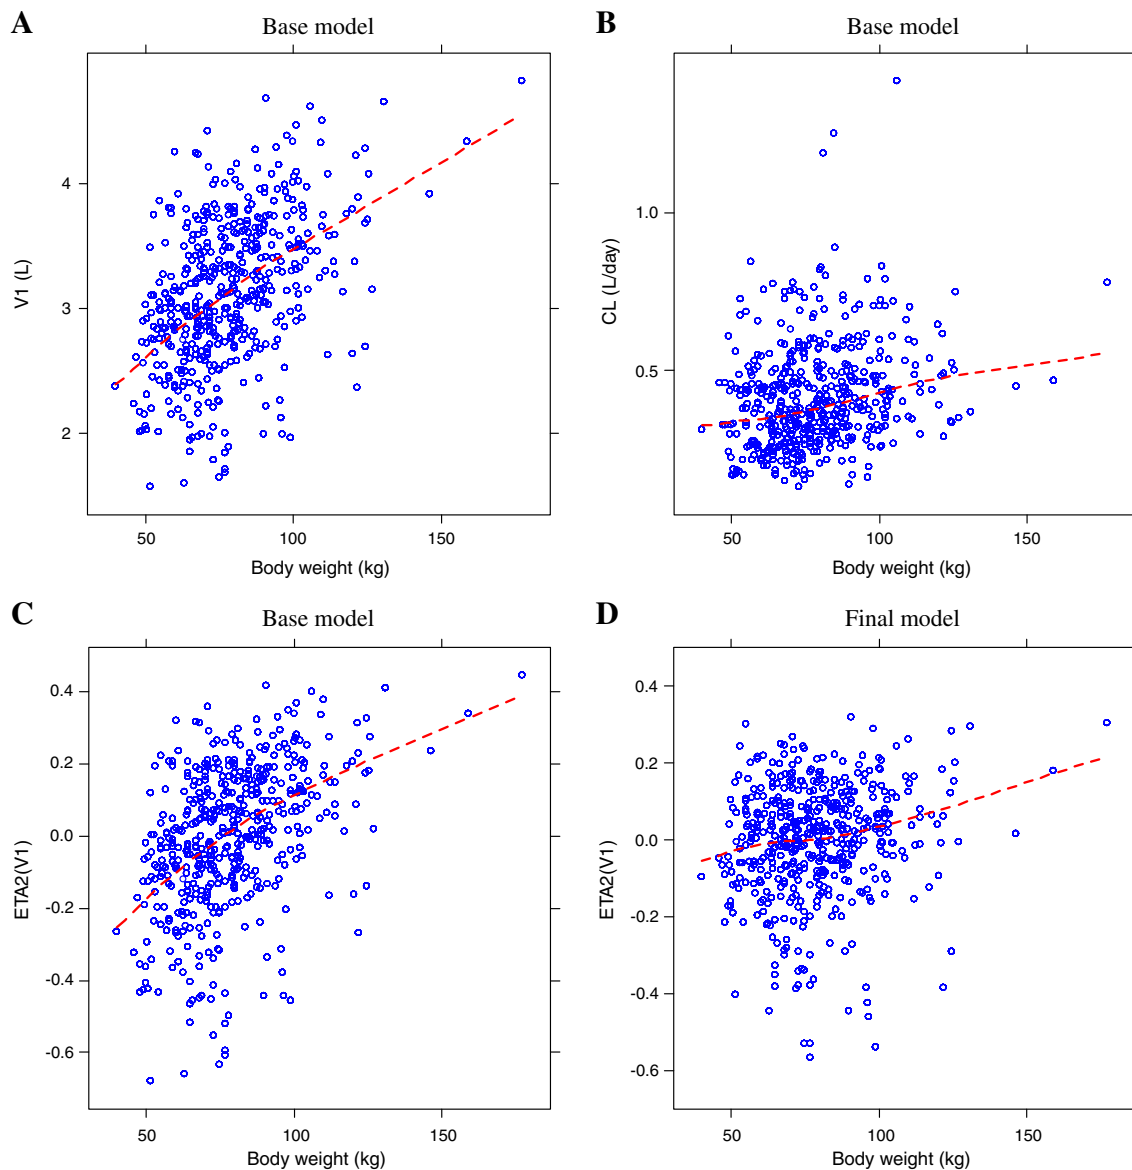 A
Base model
4
3
2
V1 (L)
50
100
150
Body weight (kg)
B
Base model
1.0
0.5
CL (L/day)
50
100
150
Body weight (kg)
C
Base model
0.4
0.2
0.0
-0.2
-0.4
-0.6
ETA2(V1)
50
100
150
Body weight (kg)
D
Final model
0.4
0.2
0.0
-0.2
-0.4
-0.6
ETA2(V1)
50
100
150
Body weight (kg)